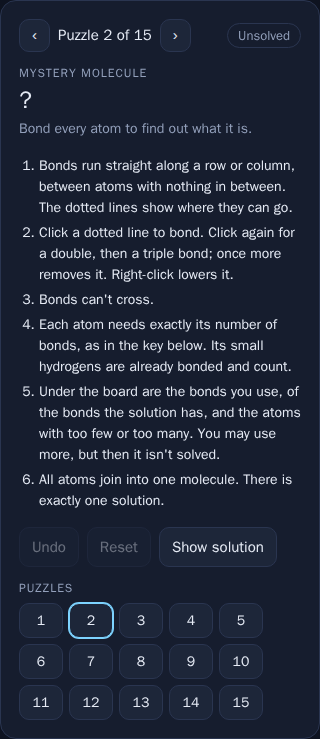 ‹ Puzzle 2 of 15 › Unsolved
MYSTERY MOLECULE
?
Bond every atom to find out what it is.
1. Bonds run straight along a row or column,
between atoms with nothing in between.
The dotted lines show where they can go.
2. Click a dotted line to bond. Click again for
a double, then a triple bond; once more
removes it. Right-click lowers it.
3. Bonds can't cross.
4. Each atom needs exactly its number of
bonds, as in the key below. Its small
hydrogens are already bonded and count.
5. Under the board are the bonds you use, of
the bonds the solution has, and the atoms
with too few or too many. You may use
more, but then it isn't solved.
6. All atoms join into one molecule. There is
exactly one solution.
Undo Reset Show solution
PUZZLES
1 2 3 4 5
6 7 8 9 10
11 12 13 14 15